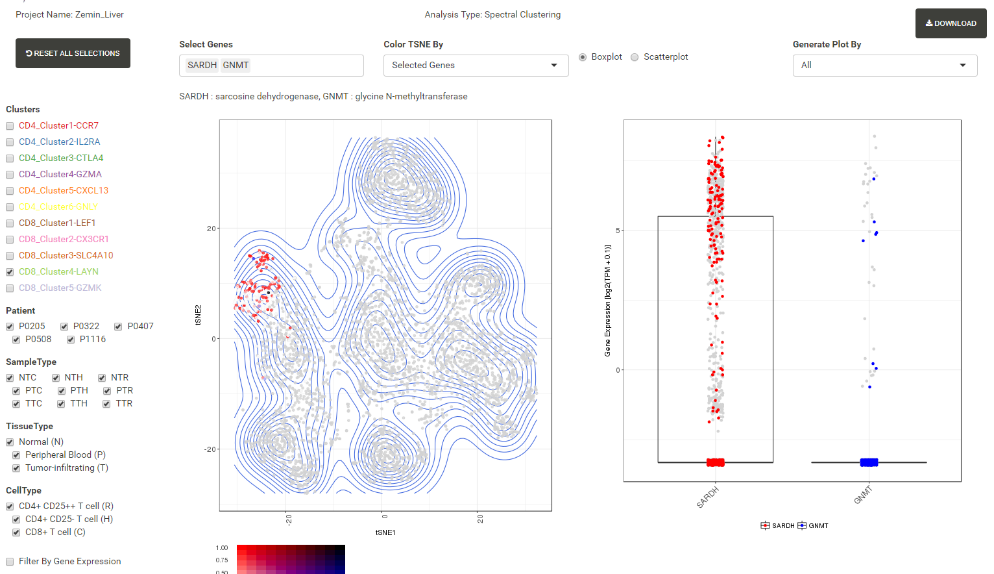 Project Name: Zemin_Liver
Analysis Type: Spectral Clustering
DOWNLOAD
RESET ALL SELECTIONS
Select Genes
Color TSNE By
Generate Plot By
SARDH GNMT
Selected Genes
Boxplot
Scatterplot
All
SARDH : sarcosine dehydrogenase, GNMT : glycine N-methyltransferase
Clusters
CD4_Cluster1-CCR7
CD4_Cluster2-IL2RA
CD4_Cluster3-CTLA4
CD4_Cluster4-GZMA
CD4_Cluster5-CXCL13
CD4_Cluster6-GNLY
CD8_Cluster1-LEF1
CD8_Cluster2-CX3CR1
CD8_Cluster3-SLC4A10
CD8_Cluster4-LAYN
CD8_Cluster5-GZMK
Patient
P0205 P0322 P0407
P0508 P1116
SampleType
NTC NTH NTR
PTC PTH PTR
TTC TTH TTR
TissueType
Normal (N)
Peripheral Blood (P)
Tumor-infiltrating (T)
CellType
CD4+ CD25++ T cell (R)
CD4+ CD25- T cell (H)
CD8+ T cell (C)
Filter By Gene Expression
tSNE2
20
0
-20
-20
0
20
tSNE1
1.00
0.75
0.50
Gene Expression [log2(TPM + 0.1)]
5
0
SARDH
GNMT
SARDH GNMT